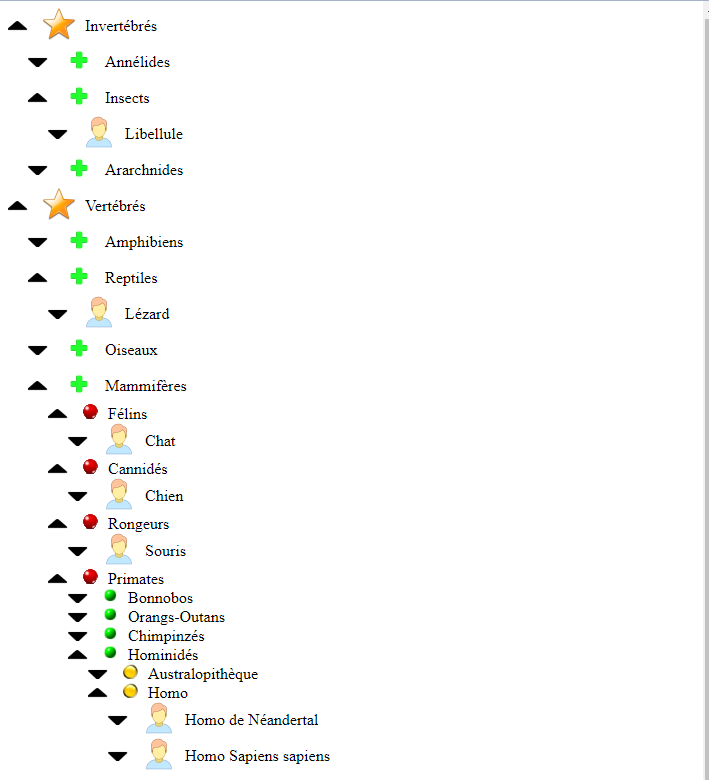 Invertébrés
Annélides
Insects
Libellule
Ararchnides
Vertébrés
Amphibiens
Reptiles
Lézard
Oiseaux
Mammifères
Félins
Chat
Cannidés
Chien
Rongeurs
Souris
Primates
Bonnobos
Orangs-Outans
Chimpinzés
Hominidés
Australopithèque
Homo
Homo de Néandertal
Homo Sapiens sapiens